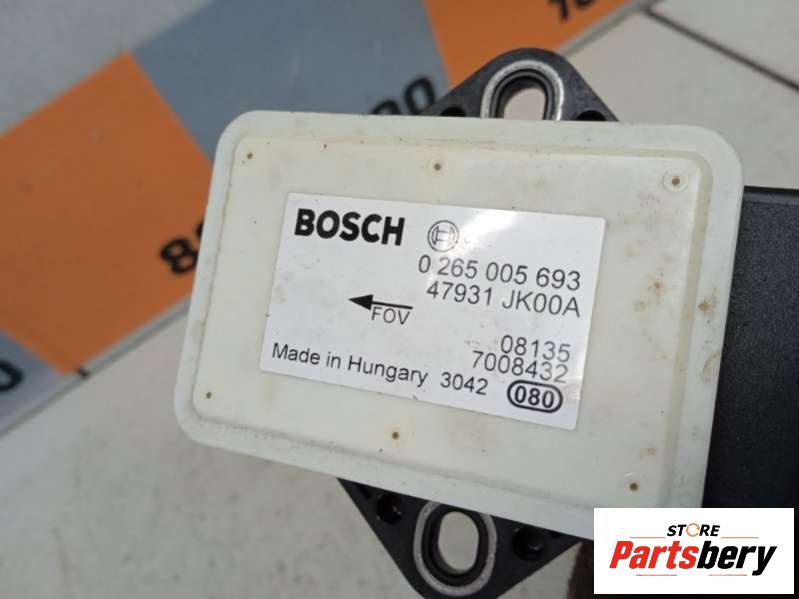 BOSCH
0 265 005 693
47931 JK00A
FOV
08135
7008432
Made in Hungary 3042
080
STORE
Partsbery